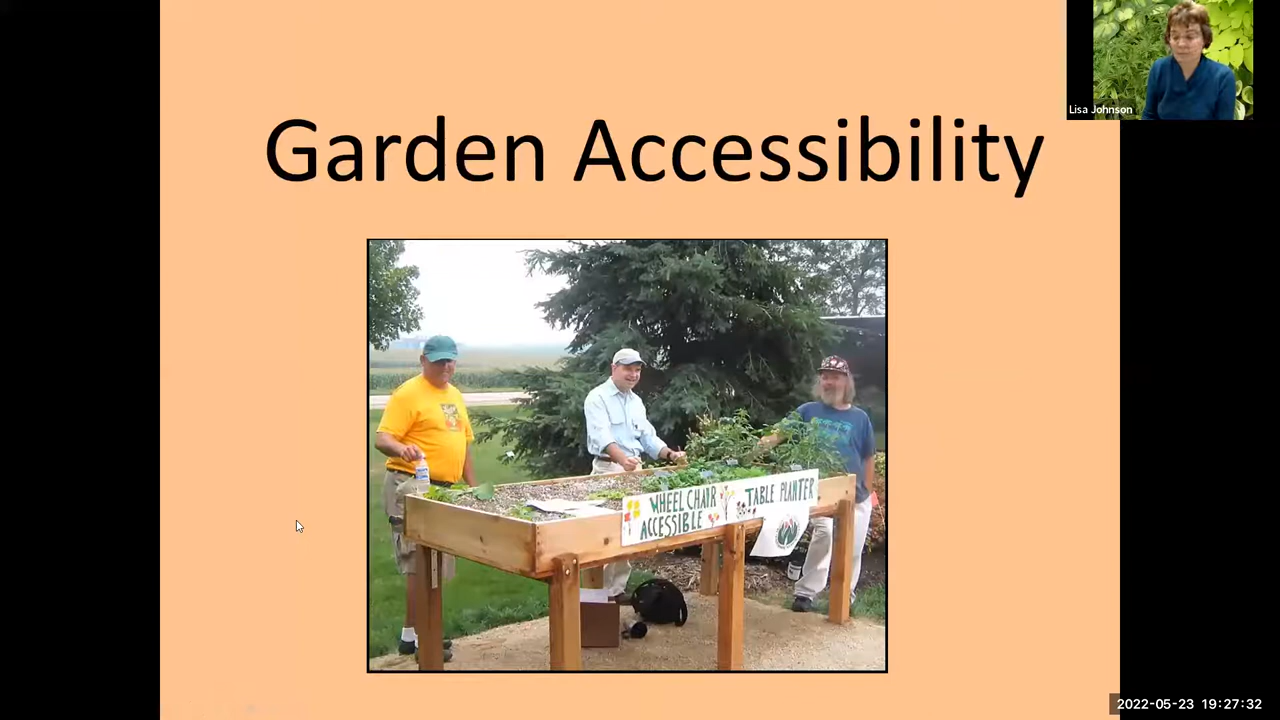 Garden Accessibility
Lisa Johnson
WHEEL CHAIR
ACCESSIBLE
TABLE PLANTER
2022-05-23 19:27:32